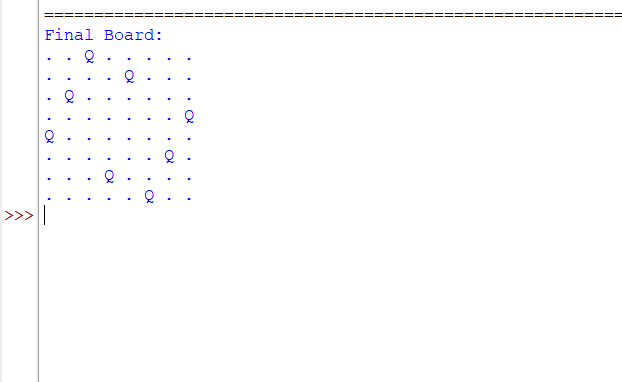 ============================================================
Final Board:
. . Q . . . . .
. . . . Q . . .
. Q . . . . . .
. . . . . . . Q
Q . . . . . . .
. . . . . . Q .
. . . Q . . . .
. . . . . Q . .
>>>